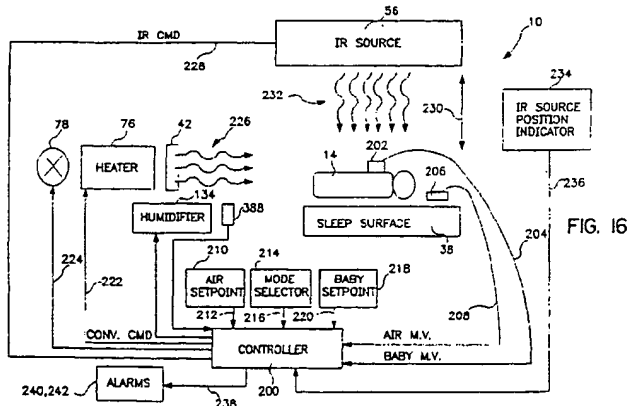 IR CMD
228
56
IR SOURCE
10
234
IR SOURCE
POSITION
INDICATOR
232
230
236
78
76
42
226
HEATER
202
14
206
134
388
HUMIDIFIER
SLEEP SURFACE
38
204
FIG. 16
210
214
218
AIR
SETPOINT
MODE
SELECTOR
BABY
SETPOINT
224
222
212
216
220
208
CONV. CMD
CONTROLLER
200
AIR M.V.
BABY M.V.
240,242
ALARMS
238